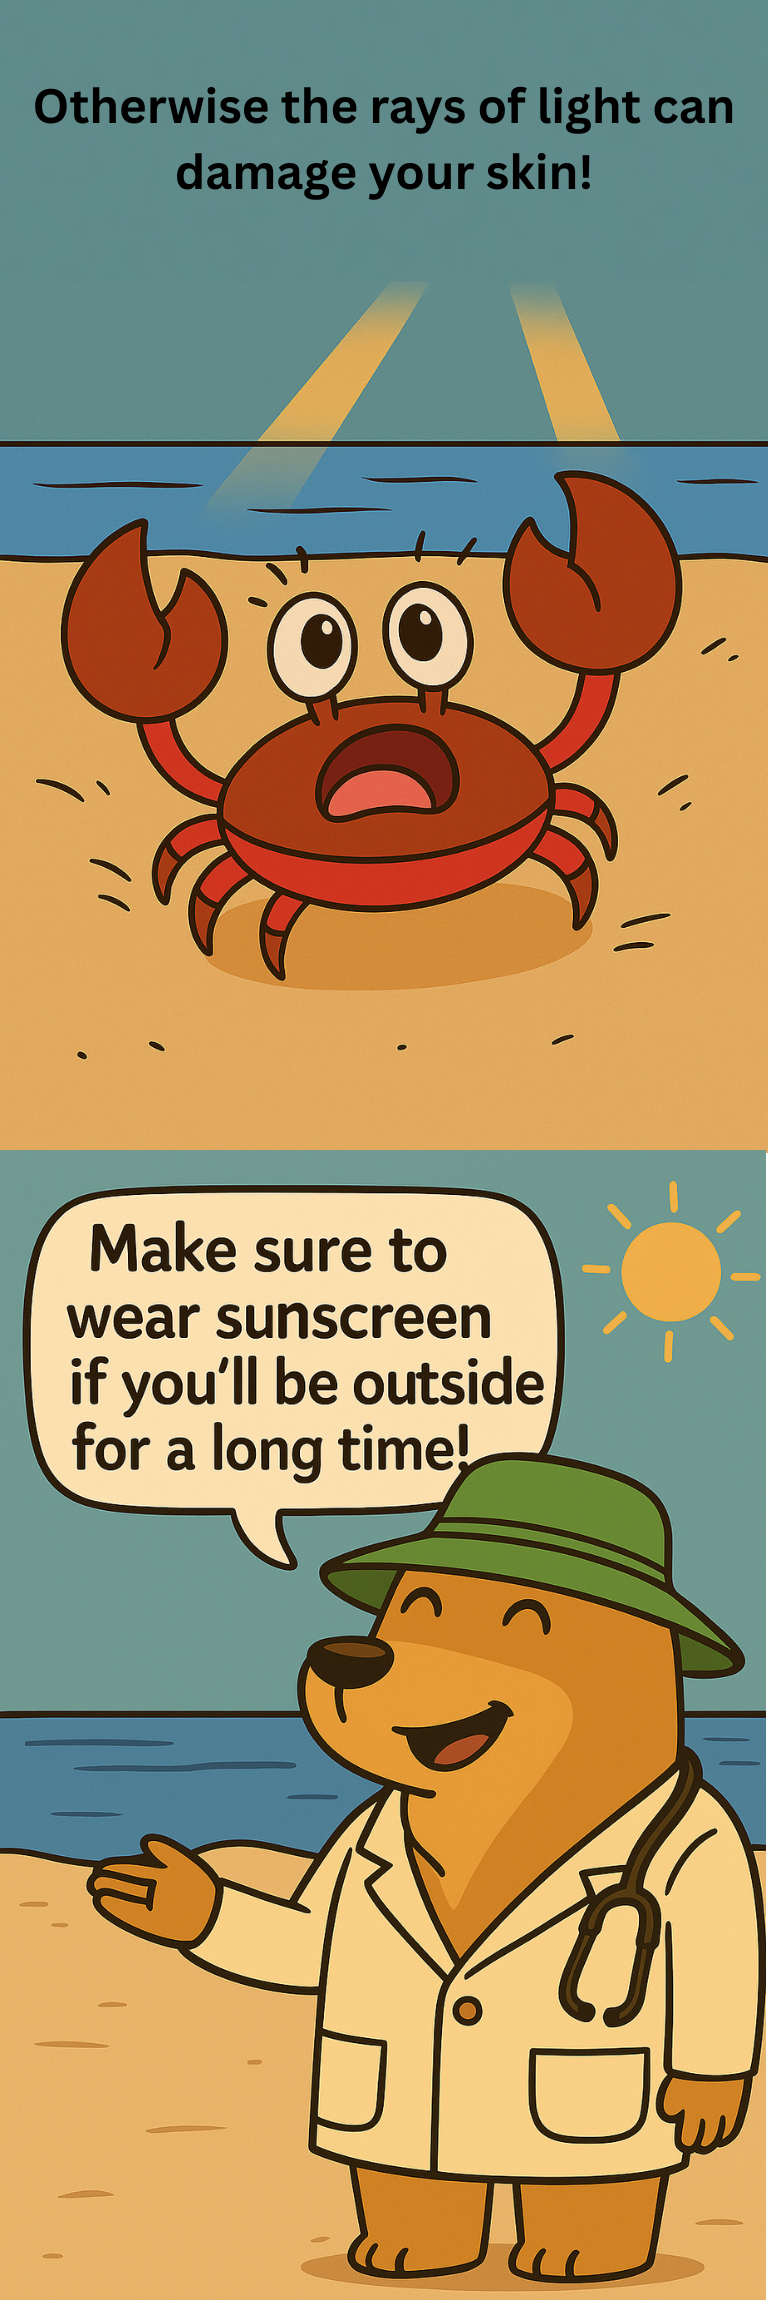 Otherwise the rays of light can
damage your skin!
Make sure to
wear sunscreen
if you'll be outside
for a long time!